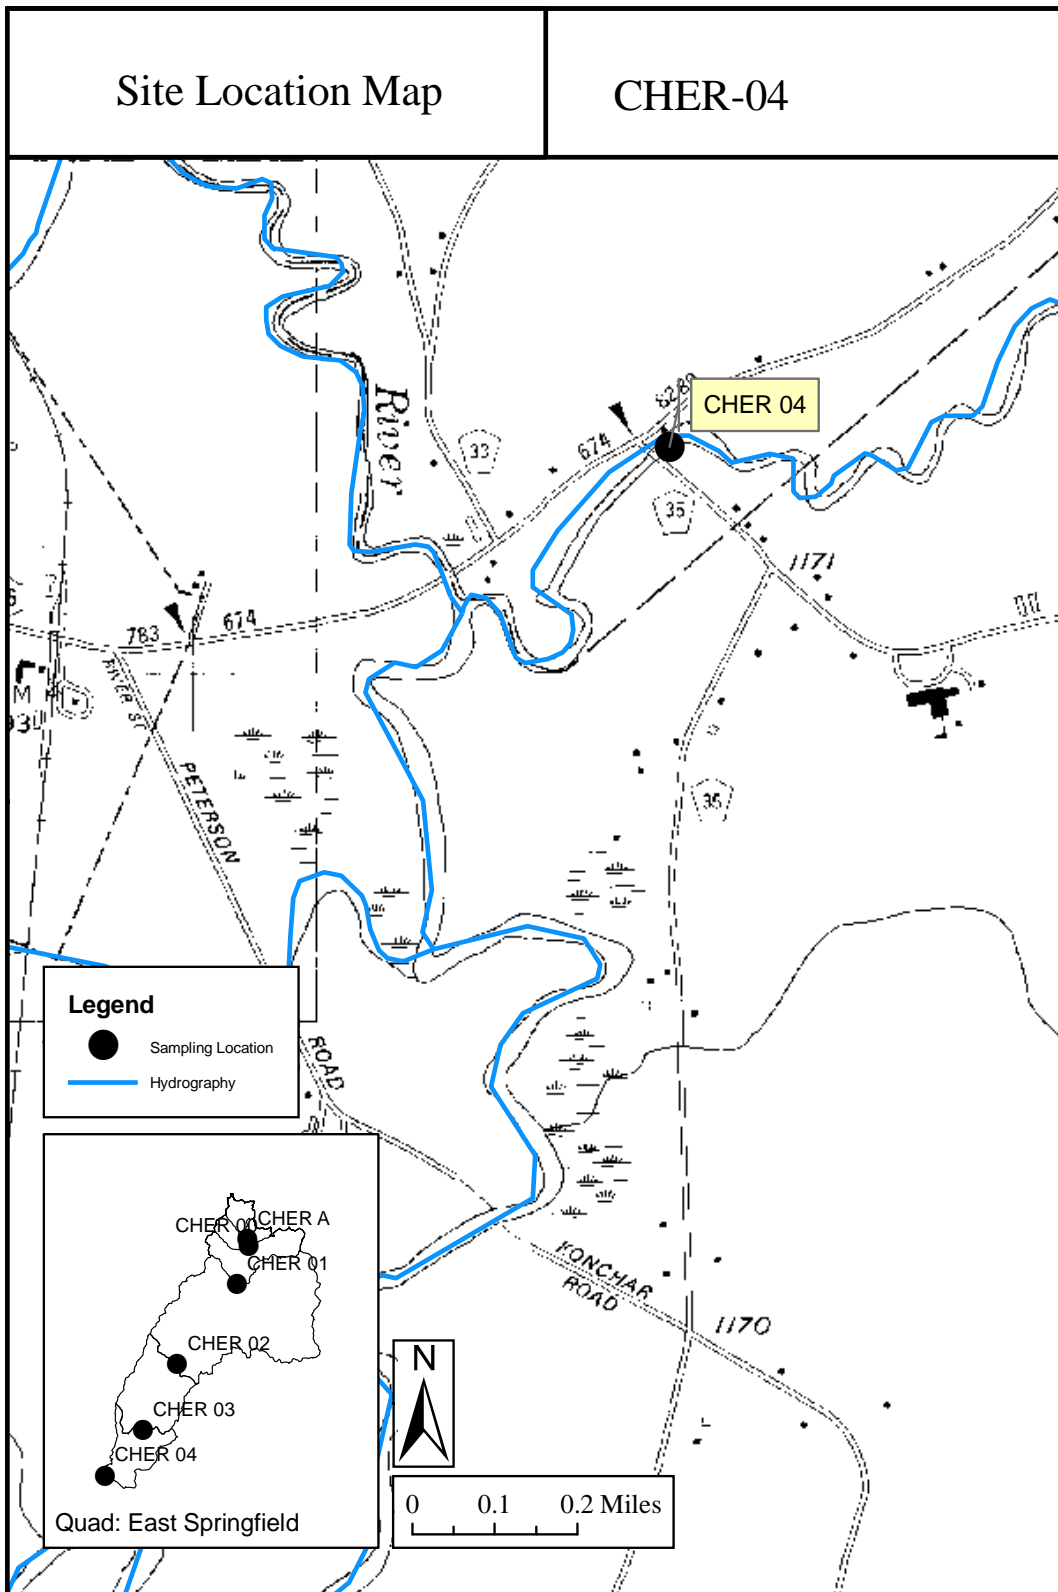 Site Location Map
CHER-04
River
CHER 04
33
674
35
1171
783
674
PETERSON
ROAD
35
KONCHAR
ROAD
1170
Legend
Sampling Location
Hydrography
CHER 00
CHER A
CHER 01
CHER 02
CHER 03
CHER 04
Quad: East Springfield
N
0 0.1 0.2 Miles